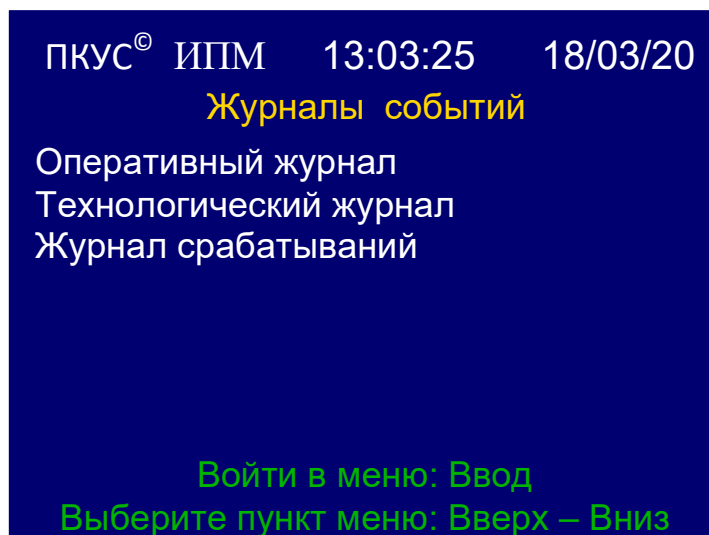 ПКУС© ИПМ 13:03:25 18/03/20
Журналы событий
Оперативный журнал
Технологический журнал
Журнал срабатываний
Войти в меню: Ввод
Выберите пункт меню: Вверх – Вниз